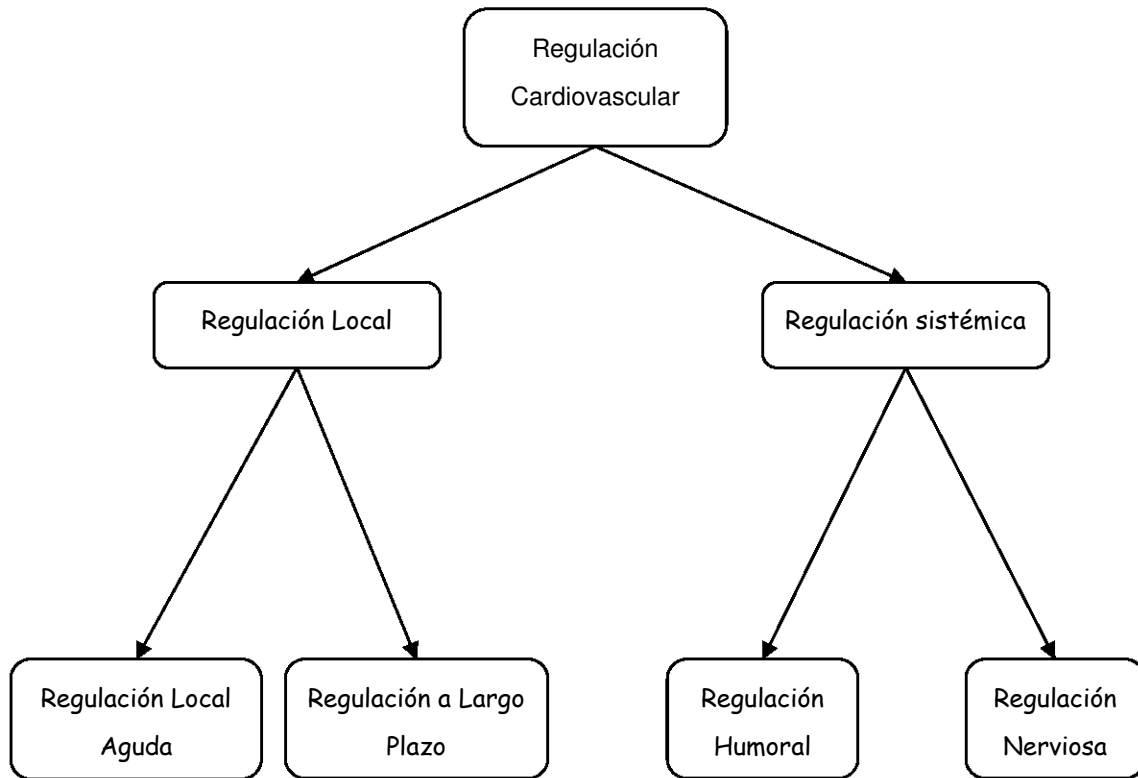 Regulación
Cardiovascular
Regulación Local
Regulación sistémica
Regulación Local
Aguda
Regulación a Largo
Plazo
Regulación
Humoral
Regulación
Nerviosa